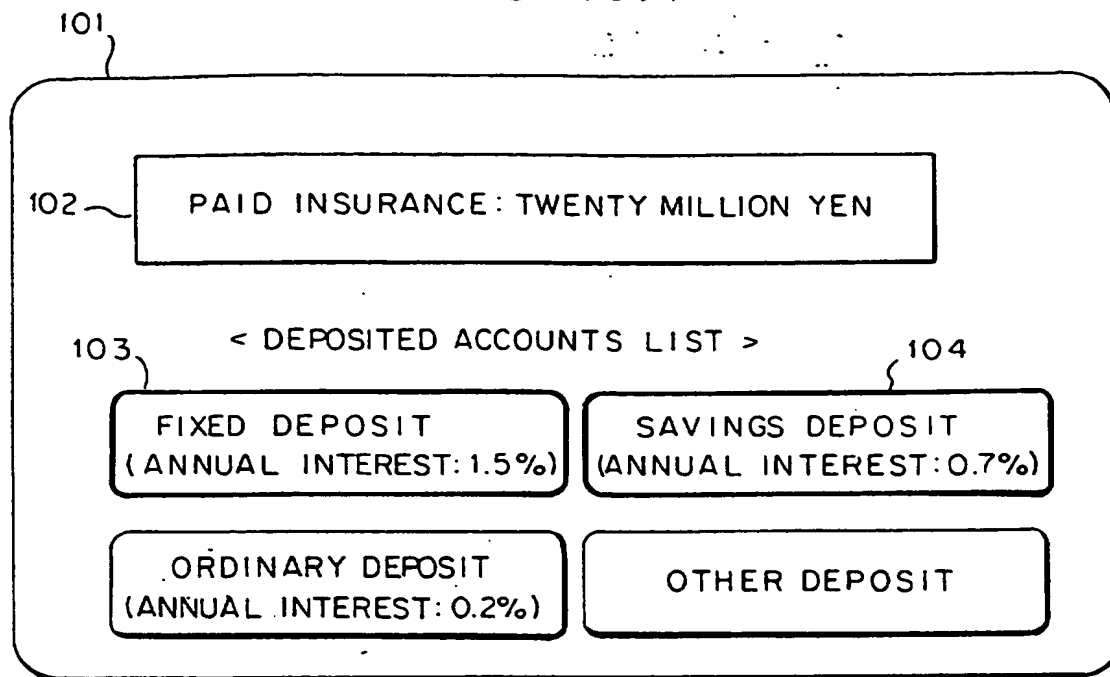 101
102
PAID INSURANCE: TWENTY MILLION YEN
< DEPOSITED ACCOUNTS LIST >
103
104
FIXED DEPOSIT
(ANNUAL INTEREST: 1.5%)
SAVINGS DEPOSIT
(ANNUAL INTEREST: 0.7%)
ORDINARY DEPOSIT
(ANNUAL INTEREST: 0.2%)
OTHER DEPOSIT